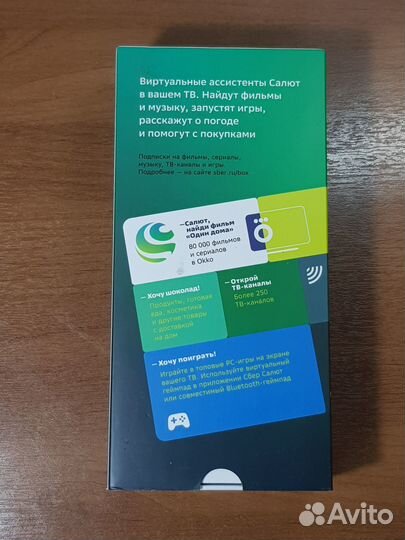 Виртуальные ассистенты Салют
в вашем ТВ. Найдут фильмы
и музыку, запустят игры,
расскажут о погоде
и помогут с покупками
Подписки на фильмы, сериалы,
музыку, ТВ-каналы и игры.
Подробнее — на сайте sber.ru/box
—Салют,
найди фильм
«Один дома»
80 000 фильмов
и сериалов
в Okko
—Хочу шоколад!
Продукты, готовая
еда, косметика
и другие товары
с доставкой
на дом
—Открой
ТВ-каналы
Более 250
ТВ-каналов
—Хочу поиграть!
Играйте в топовые PC-игры на экране
вашего ТВ. Используйте виртуальный
геймпад в приложении Сбер Салют
или совместимый Bluetooth-геймпад
Avito